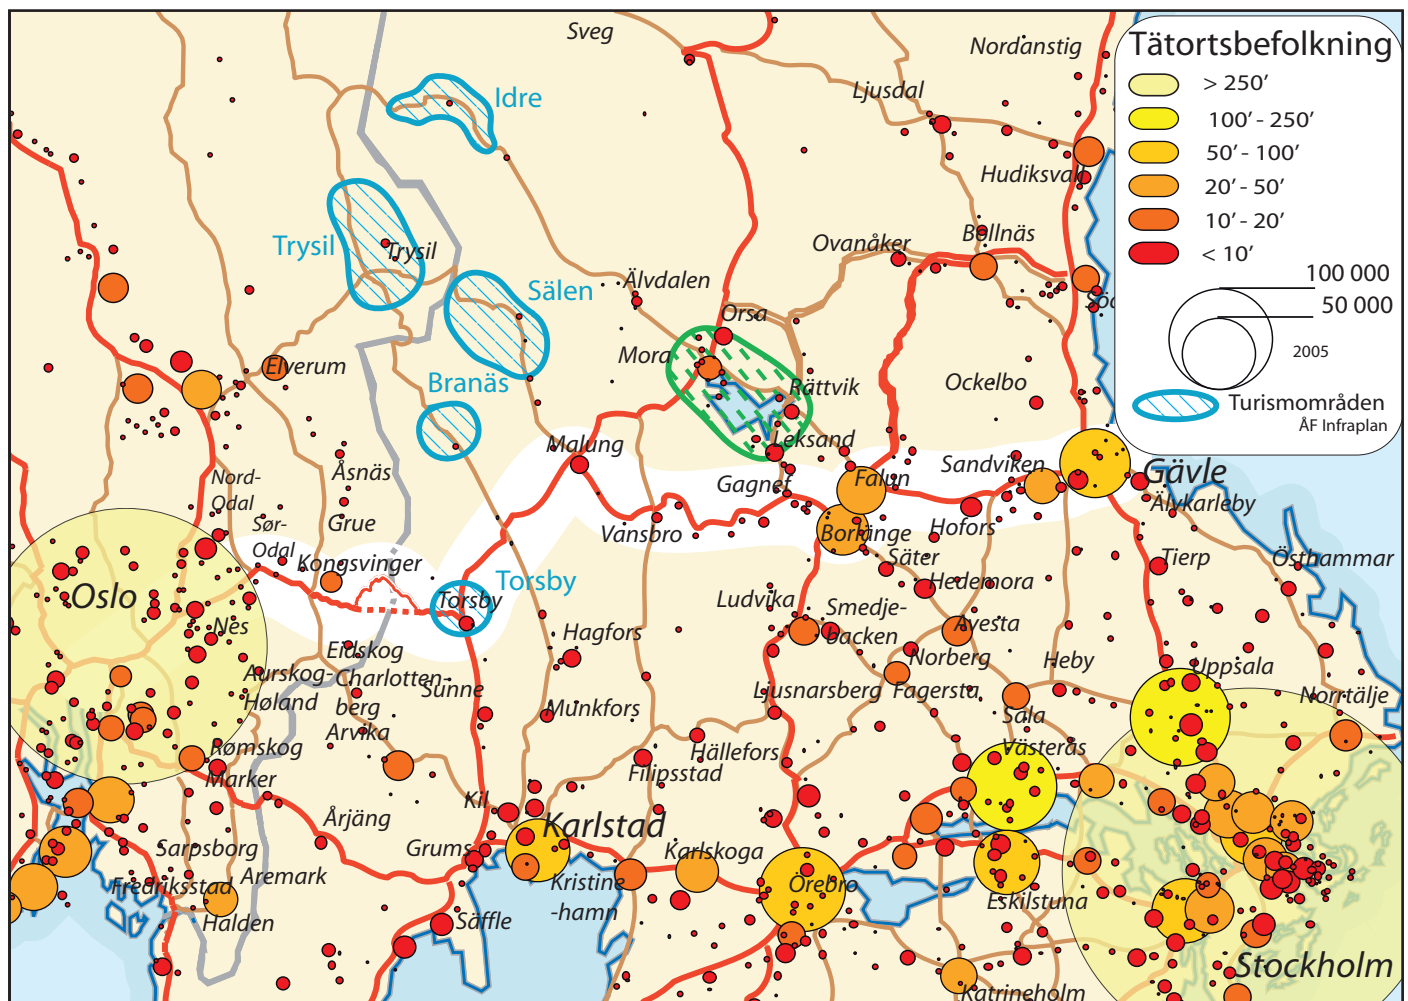 Sveg
Nordanstig
Tätortsbefolkning
> 250'
100' - 250'
50' - 100'
20' - 50'
10' - 20'
< 10'
100 000
50 000
2005
Turismområden
ÅF Infraplan
Idre
Ljusdal
Hudiksvall
Trysil
Trysil
Ovanåker
Bollnäs
Sälen
Älvdalen
Orsa
Mora
Elverum
Branäs
Rättvik
Ockelbo
Malung
Leksand
Åsnäs
Nord-
Odal
Gagnef
Falun
Sandviken
Gävle
Älvkarleby
Sør-
Odal
Grue
Vansbro
Borlänge
Hofors
Kongsvinger
Säter
Tierp
Östhammar
Oslo
Torsby
Torsby
Hedemora
Ludvika
Smedje-
backen
Avesta
Nes
Hagfors
Eidskog
Norberg
Heby
Uppsala
Aurskog-
Høland
Charlotten-
berg
Sunne
Ljusnarsberg
Fagersta
Norrtälje
Munkfors
Sala
Arvika
Rømskog
Hällefors
Västerås
Marker
Filipsstad
Kil
Årjäng
Karlstad
Sarpsborg
Grums
Karlskoga
Aremark
Fredriksstad
Kristine
-hamn
Örebro
Eskilstuna
Halden
Säffle
Stockholm
Katrineholm